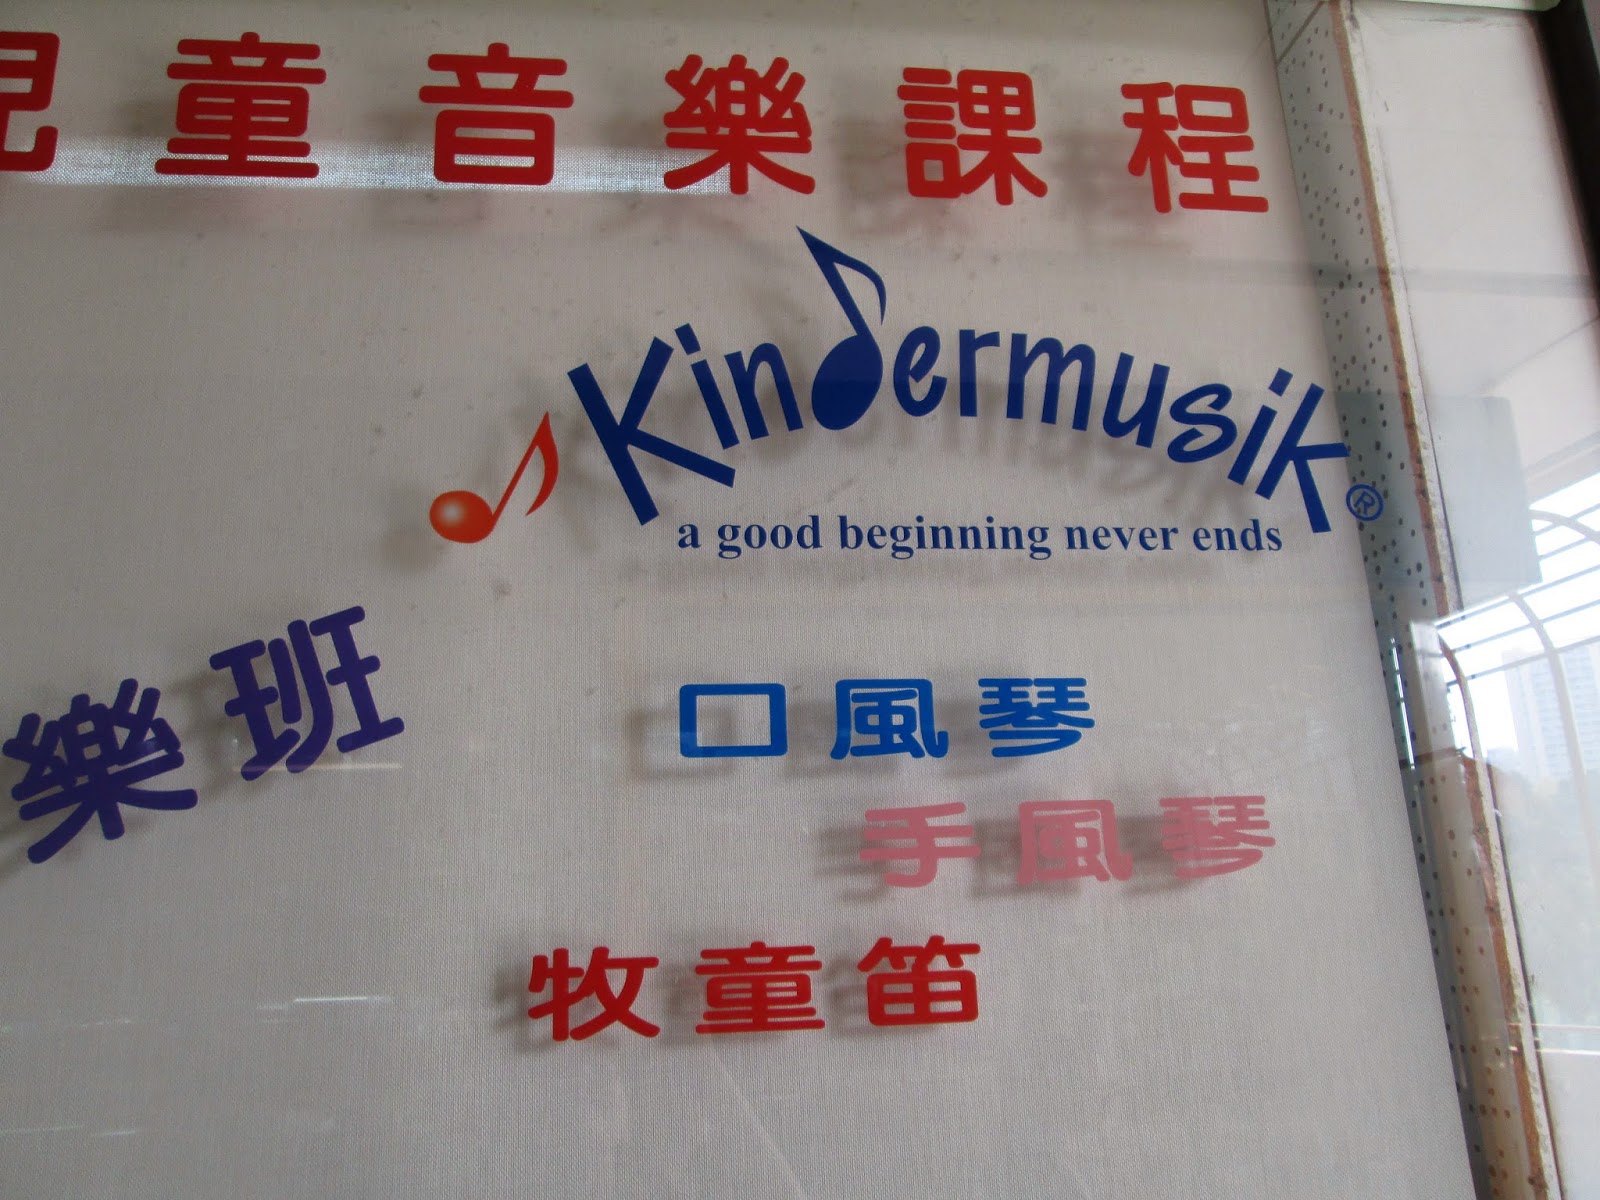 兒童音樂課程
Kindermusik®
a good beginning never ends
樂班
口風琴
手風琴
牧童笛